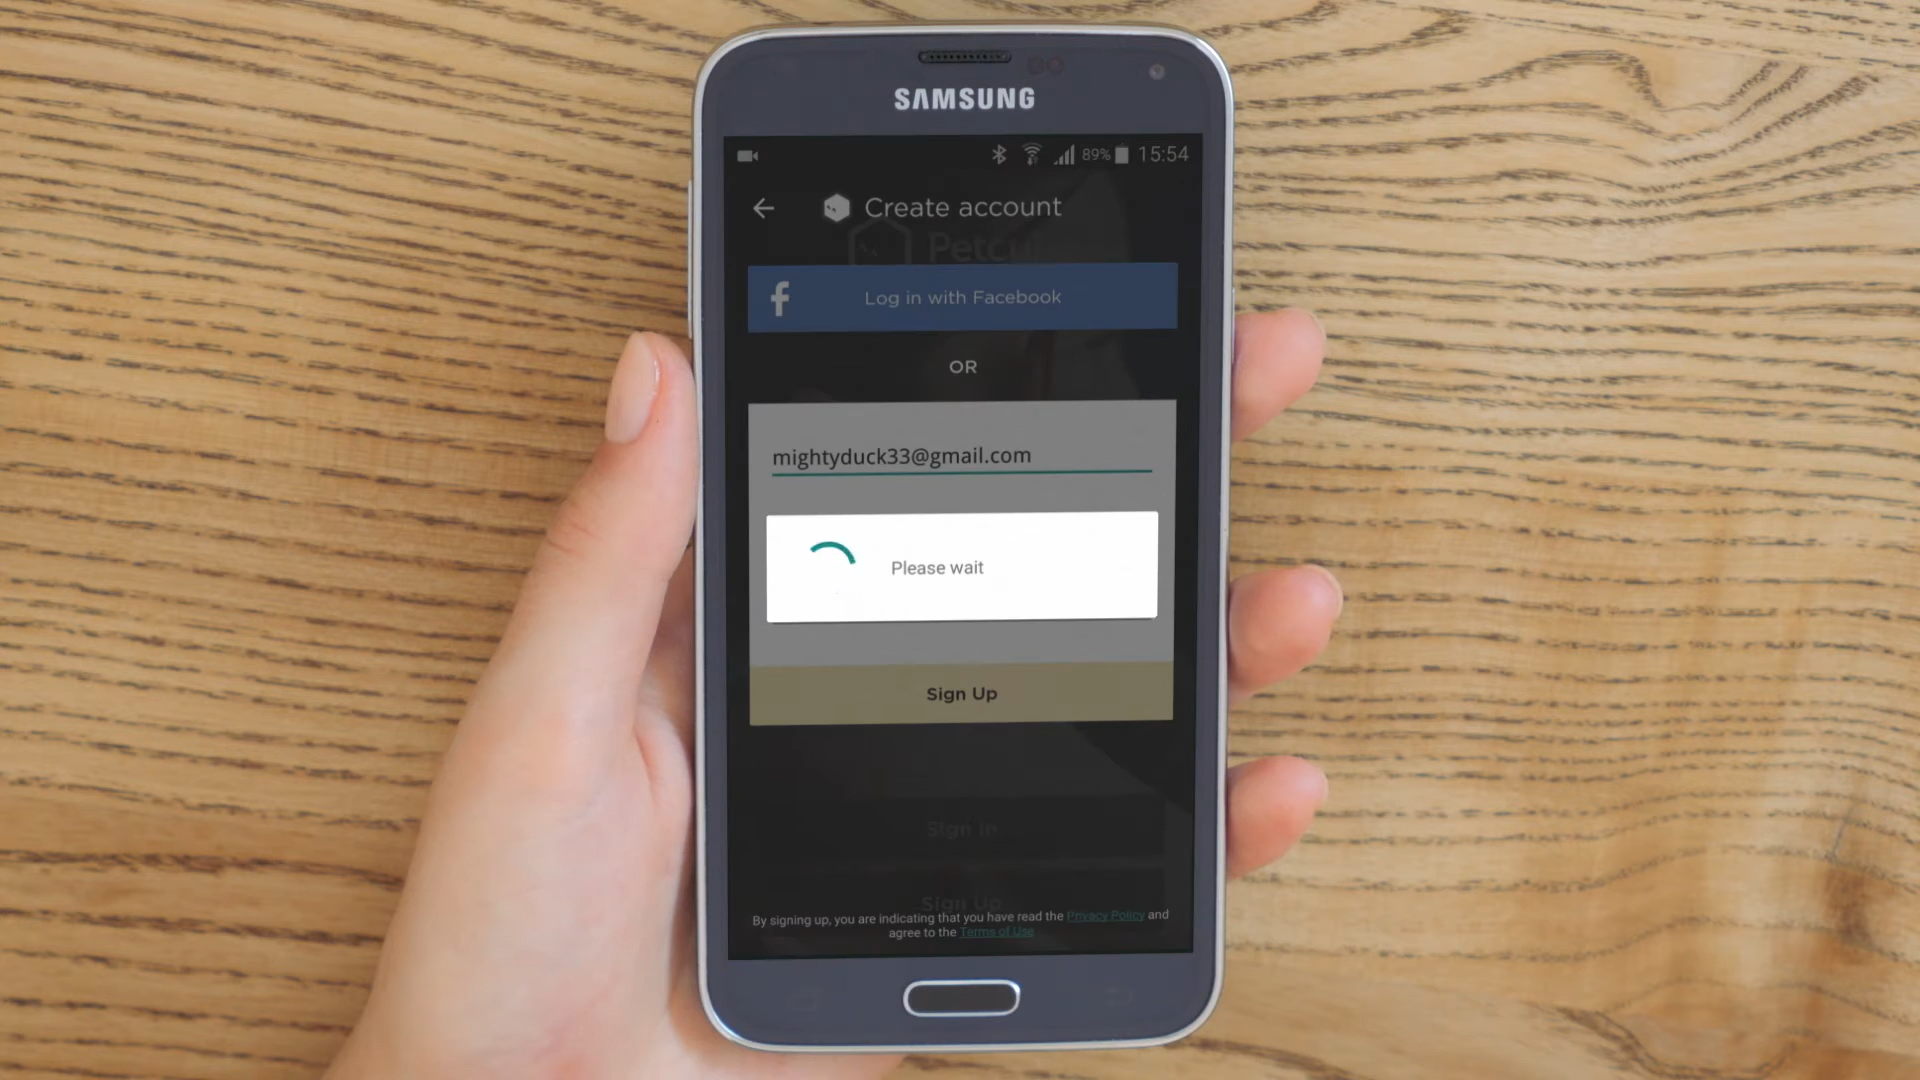 SAMSUNG
89% 15:54
Create account
Log in with Facebook
OR
mightyduck33@gmail.com
Please wait
Sign Up
Sign In
Sign Up
By signing up, you are indicating that you have read the Privacy Policy and
agree to the Terms of Use